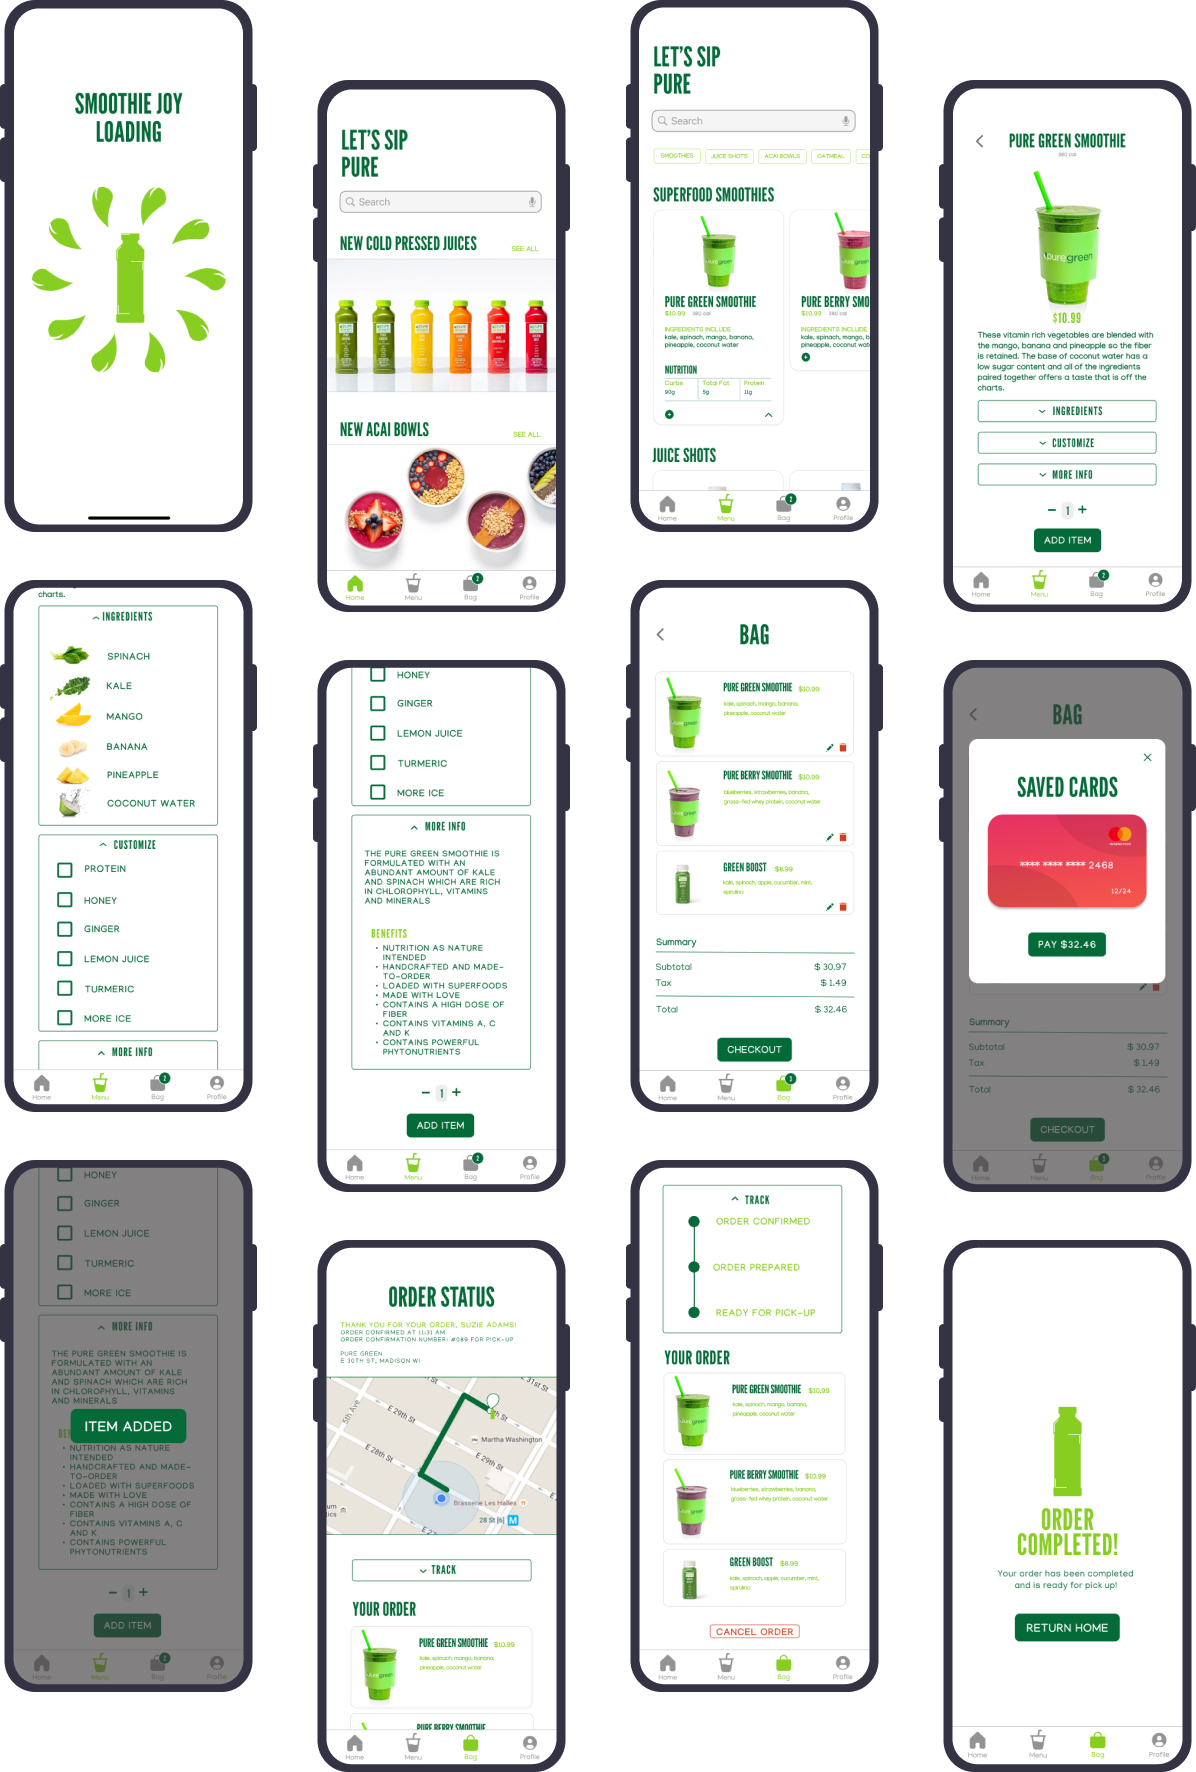 SMOOTHIE JOY
LOADING
LET'S SIP
PURE
Search
NEW COLD PRESSED JUICES
SEE ALL
NEW ACAI BOWLS
SEE ALL
Home
Menu
2
Bag
Profile
LET'S SIP
PURE
Search
SMOOTHIES
JUICE SHOTS
ACAI BOWLS
OATMEAL
CO
SUPERFOOD SMOOTHIES
pure green
green
PURE GREEN SMOOTHIE
$10.99 380 cal
INGREDIENTS INCLUDE
kale, spinach, mango, banana,
pineapple, coconut water
NUTRITION
Carbs Total Fat Protein
90g 5g 11g
PURE BERRY SMO
$10.99 380 cal
INGREDIENTS INCLUDE
kale, spinach, mango, b
pineapple, coconut wat
JUICE SHOTS
Home
Menu
2
Bag
Profile
PURE GREEN SMOOTHIE
380 cal
pure green
$10.99
These vitamin rich vegetables are blended with
the mango, banana and pineapple so the fiber
is retained. The base of coconut water has a
low sugar content and all of the ingredients
paired together offers a taste that is off the
charts.
INGREDIENTS
CUSTOMIZE
MORE INFO
− 1 +
ADD ITEM
Home
Menu
2
Bag
Profile
charts.
INGREDIENTS
SPINACH
KALE
MANGO
BANANA
PINEAPPLE
COCONUT WATER
CUSTOMIZE
PROTEIN
HONEY
GINGER
LEMON JUICE
TURMERIC
MORE ICE
MORE INFO
Home
Menu
2
Bag
Profile
HONEY
GINGER
LEMON JUICE
TURMERIC
MORE ICE
MORE INFO
THE PURE GREEN SMOOTHIE IS
FORMULATED WITH AN
ABUNDANT AMOUNT OF KALE
AND SPINACH WHICH ARE RICH
IN CHLOROPHYLL, VITAMINS
AND MINERALS
BENEFITS
• NUTRITION AS NATURE
INTENDED
• HANDCRAFTED AND MADE-
TO-ORDER
• LOADED WITH SUPERFOODS
• MADE WITH LOVE
• CONTAINS A HIGH DOSE OF
FIBER
• CONTAINS VITAMINS A, C
AND K
• CONTAINS POWERFUL
PHYTONUTRIENTS
− 1 +
ADD ITEM
Home
Menu
2
Bag
Profile
BAG
PURE GREEN SMOOTHIE $10.99
kale, spinach, mango, banana,
pineapple, coconut water
PURE BERRY SMOOTHIE $10.99
blueberries, strawberries, banana,
grass-fed whey protein, coconut water
GREEN BOOST $8.99
kale, spinach, apple, cucumber, mint,
spirulina
Summary
Subtotal $ 30.97
Tax $ 1.49
Total $ 32.46
CHECKOUT
Home
Menu
3
Bag
Profile
BAG
SAVED CARDS
**** **** **** 2468
12/24
PAY $32.46
Summary
Subtotal $ 30.97
Tax $ 1.49
Total $ 32.46
CHECKOUT
Home
Menu
3
Bag
Profile
HONEY
GINGER
LEMON JUICE
TURMERIC
MORE ICE
MORE INFO
THE PURE GREEN SMOOTHIE IS
FORMULATED WITH AN
ABUNDANT AMOUNT OF KALE
AND SPINACH WHICH ARE RICH
IN CHLOROPHYLL, VITAMINS
AND MINERALS
ITEM ADDED
BE
• NUTRITION AS NATURE
INTENDED
• HANDCRAFTED AND MADE-
TO-ORDER
• LOADED WITH SUPERFOODS
• MADE WITH LOVE
• CONTAINS A HIGH DOSE OF
FIBER
• CONTAINS VITAMINS A, C
AND K
• CONTAINS POWERFUL
PHYTONUTRIENTS
− 1 +
ADD ITEM
Home
Menu
2
Bag
Profile
ORDER STATUS
THANK YOU FOR YOUR ORDER, SUZIE ADAMS!
ORDER CONFIRMED AT 11:31 AM
ORDER CONFIRMATION NUMBER: #089 FOR PICK-UP
PURE GREEN
E 30TH ST, MADISON WI
E 31st St
5th Ave
E 29th St
th St
Martha Washington
E 28th St
E 29th St
Brasserie Les Halles
um
tics
28 St [6] M
E 27
TRACK
YOUR ORDER
PURE GREEN SMOOTHIE $10.99
kale, spinach, mango, banana,
pineapple, coconut water
PURE BERRY SMOOTHIE
Home
Menu
Bag
Profile
TRACK
ORDER CONFIRMED
ORDER PREPARED
READY FOR PICK-UP
YOUR ORDER
PURE GREEN SMOOTHIE $10.99
kale, spinach, mango, banana,
pineapple, coconut water
PURE BERRY SMOOTHIE $10.99
blueberries, strawberries, banana,
grass-fed whey protein, coconut water
GREEN BOOST $8.99
kale, spinach, apple, cucumber, mint,
spirulina
CANCEL ORDER
Home
Menu
Bag
Profile
ORDER
COMPLETED!
Your order has been completed
and is ready for pick up!
RETURN HOME
Home
Menu
Bag
Profile